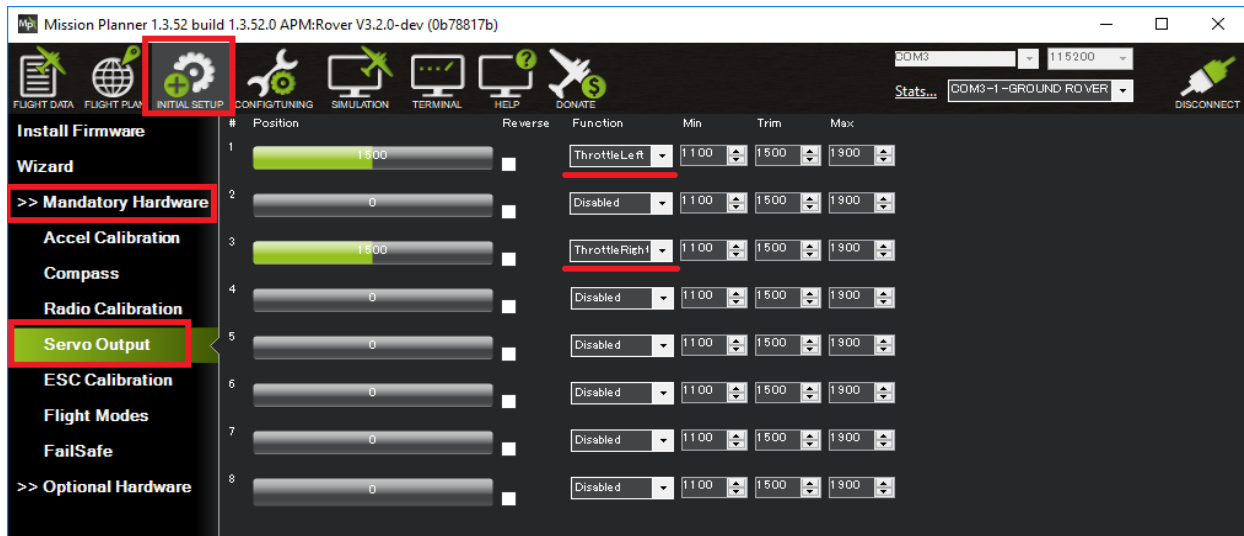 Mission Planner 1.3.52 build 1.3.52.0 APM:Rover V3.2.0-dev (0b78817b)
COM3 115200
FLIGHT DATA FLIGHT PLAN INITIAL SETUP CONFIG/TUNING SIMULATION TERMINAL HELP DONATE Stats... COM3-1-GROUND ROVER DISCONNECT
Install Firmware
Wizard
>> Mandatory Hardware
Accel Calibration
Compass
Radio Calibration
Servo Output
ESC Calibration
Flight Modes
FailSafe
>> Optional Hardware
# Position Reverse Function Min Trim Max
1 1500 ThrottleLeft 1100 1500 1900
2 0 Disabled 1100 1500 1900
3 1500 ThrottleRight 1100 1500 1900
4 0 Disabled 1100 1500 1900
5 0 Disabled 1100 1500 1900
6 0 Disabled 1100 1500 1900
7 0 Disabled 1100 1500 1900
8 0 Disabled 1100 1500 1900